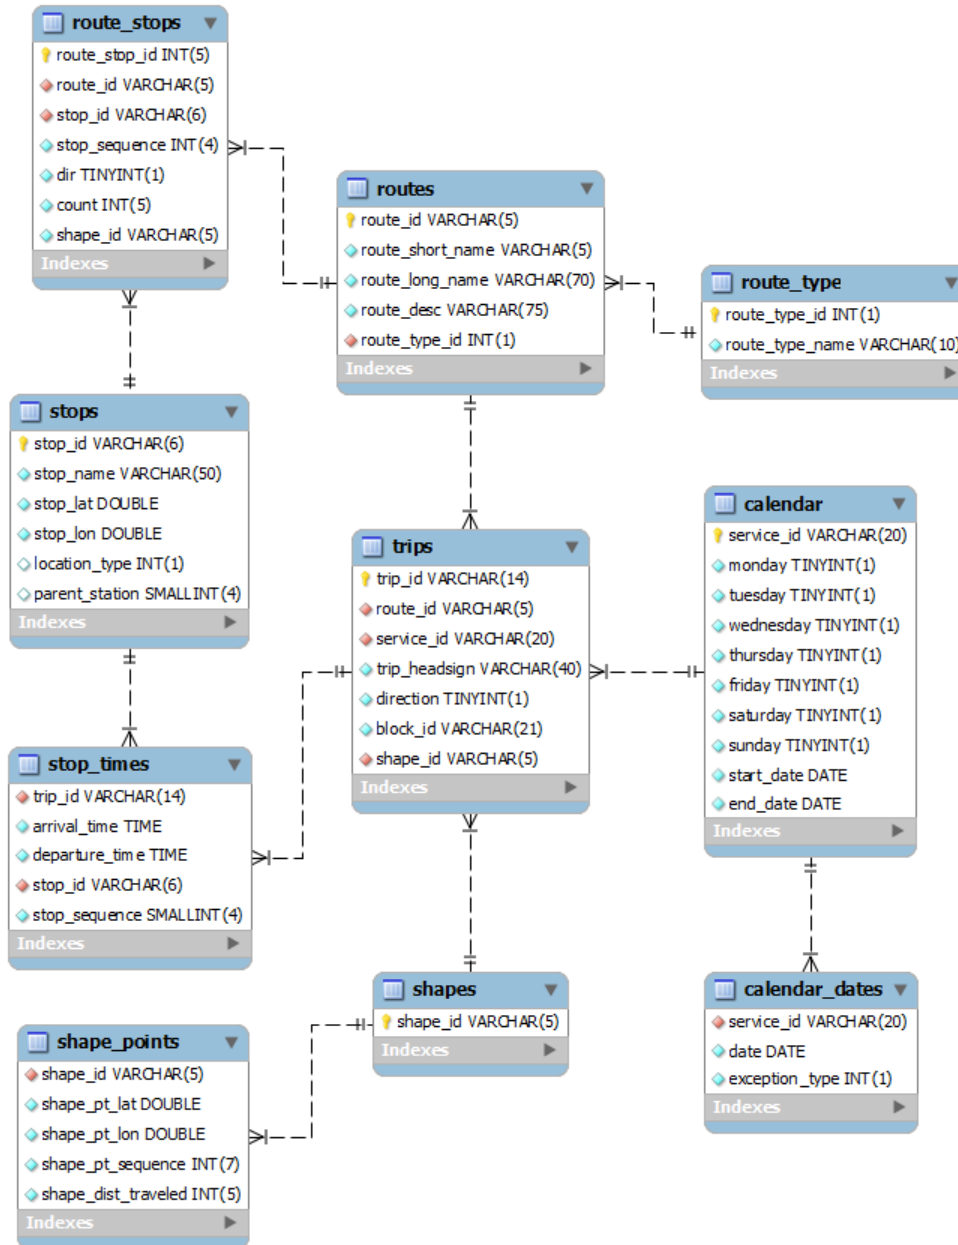 route_stops
route_stop_id INT(5)
route_id VARCHAR(5)
stop_id VARCHAR(6)
stop_sequence INT(4)
dir TINYINT(1)
count INT(5)
shape_id VARCHAR(5)
Indexes
routes
route_id VARCHAR(5)
route_short_name VARCHAR(5)
route_long_name VARCHAR(70)
route_desc VARCHAR(75)
route_type_id INT(1)
Indexes
route_type
route_type_id INT(1)
route_type_name VARCHAR(10)
Indexes
stops
stop_id VARCHAR(6)
stop_name VARCHAR(50)
stop_lat DOUBLE
stop_lon DOUBLE
location_type INT(1)
parent_station SMALLINT(4)
Indexes
trips
trip_id VARCHAR(14)
route_id VARCHAR(5)
service_id VARCHAR(20)
trip_headsign VARCHAR(40)
direction TINYINT(1)
block_id VARCHAR(21)
shape_id VARCHAR(5)
Indexes
calendar
service_id VARCHAR(20)
monday TINYINT(1)
tuesday TINYINT(1)
wednesday TINYINT(1)
thursday TINYINT(1)
friday TINYINT(1)
saturday TINYINT(1)
sunday TINYINT(1)
start_date DATE
end_date DATE
Indexes
stop_times
trip_id VARCHAR(14)
arrival_time TIME
departure_time TIME
stop_id VARCHAR(6)
stop_sequence SMALLINT(4)
Indexes
shapes
shape_id VARCHAR(5)
Indexes
calendar_dates
service_id VARCHAR(20)
date DATE
exception_type INT(1)
Indexes
shape_points
shape_id VARCHAR(5)
shape_pt_lat DOUBLE
shape_pt_lon DOUBLE
shape_pt_sequence INT(7)
shape_dist_traveled INT(5)
Indexes